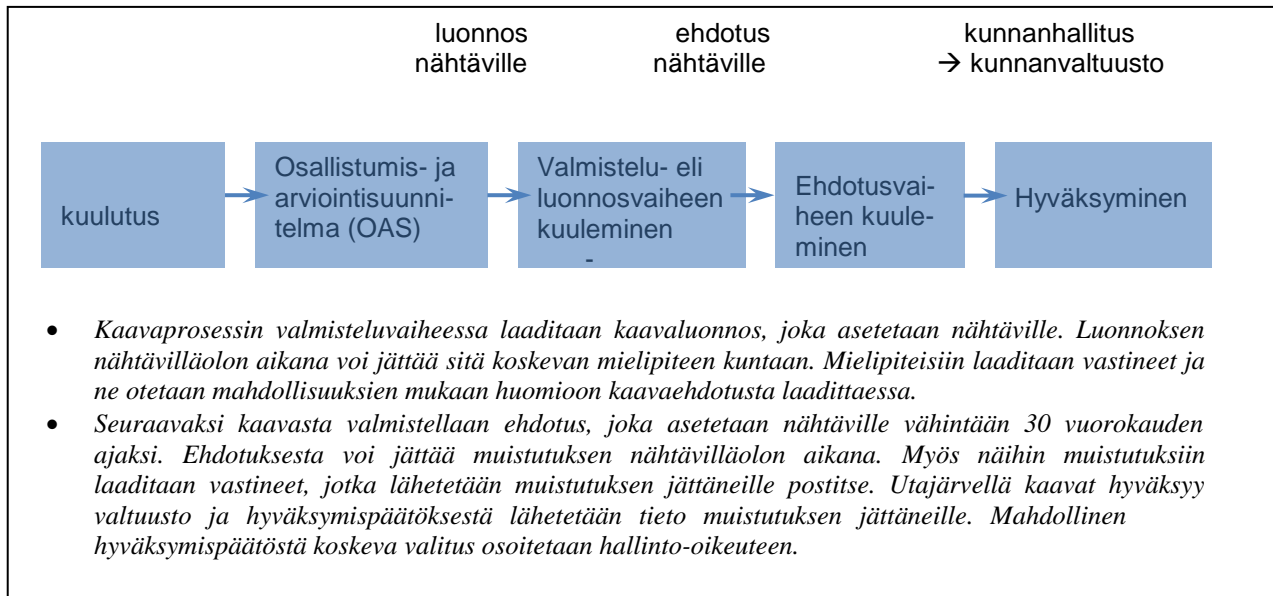 luonnos
nähtäville
ehdotus
nähtäville
kunnanhallitus
→ kunnanvaltuusto
kuulutus
Osallistumis- ja
arviointisuunni-
telma (OAS)
Valmistelu- eli
luonnosvaiheen
kuuleminen
-
Ehdotusvai-
heen kuule-
minen
Hyväksyminen
• Kaavaprosessin valmisteluvaiheessa laaditaan kaavaluonnos, joka asetetaan nähtäville. Luonnoksen
nähtävilläolon aikana voi jättää sitä koskevan mielipiteen kuntaan. Mielipiteisiin laaditaan vastineet ja
ne otetaan mahdollisuuksien mukaan huomioon kaavaehdotusta laadittaessa.
• Seuraavaksi kaavasta valmistellaan ehdotus, joka asetetaan nähtäville vähintään 30 vuorokauden
ajaksi. Ehdotuksesta voi jättää muistutuksen nähtävilläolon aikana. Myös näihin muistutuksiin
laaditaan vastineet, jotka lähetetään muistutuksen jättäneille postitse. Utajärvellä kaavat hyväksyy
valtuusto ja hyväksymispäätöksestä lähetetään tieto muistutuksen jättäneille. Mahdollinen
hyväksymispäätöstä koskeva valitus osoitetaan hallinto-oikeuteen.